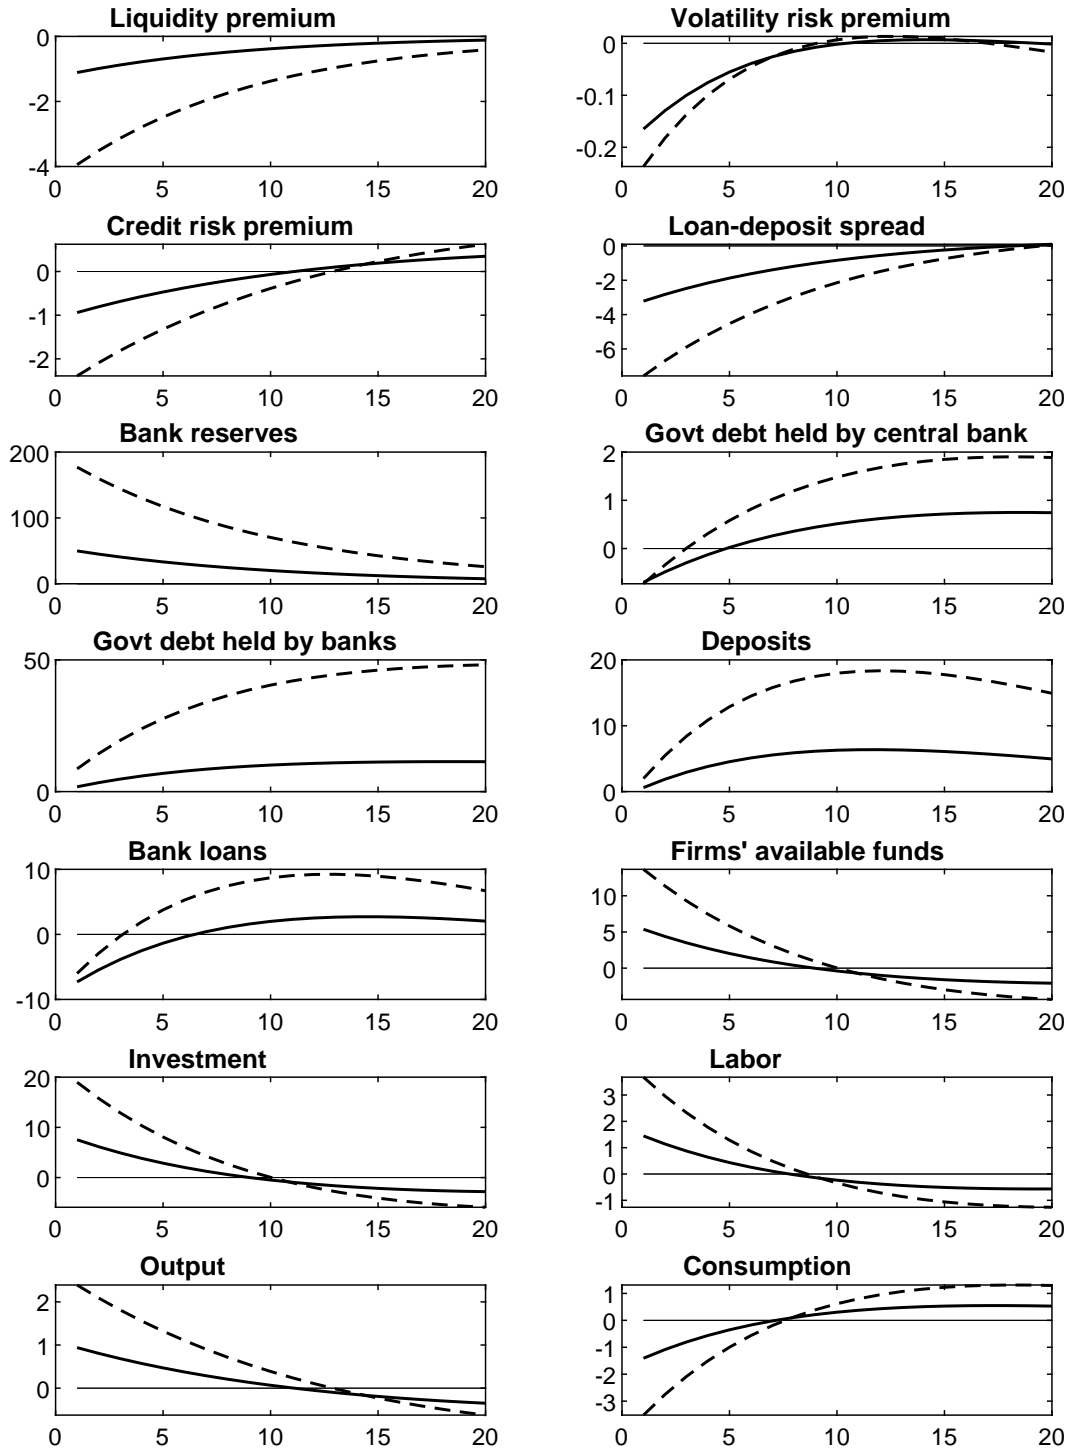 Liquidity premium
0
-2
-4
0 5 10 15 20
Volatility risk premium
0
-0.1
-0.2
0 5 10 15 20
Credit risk premium
0
-1
-2
0 5 10 15 20
Loan-deposit spread
0
-2
-4
-6
0 5 10 15 20
Bank reserves
200
100
0
0 5 10 15 20
Govt debt held by central bank
2
1
0
0 5 10 15 20
Govt debt held by banks
50
0
0 5 10 15 20
Deposits
20
10
0
0 5 10 15 20
Bank loans
10
0
-10
0 5 10 15 20
Firms' available funds
10
5
0
0 5 10 15 20
Investment
20
10
0
0 5 10 15 20
Labor
3
2
1
0
-1
0 5 10 15 20
Output
2
1
0
0 5 10 15 20
Consumption
1
0
-1
-2
-3
0 5 10 15 20